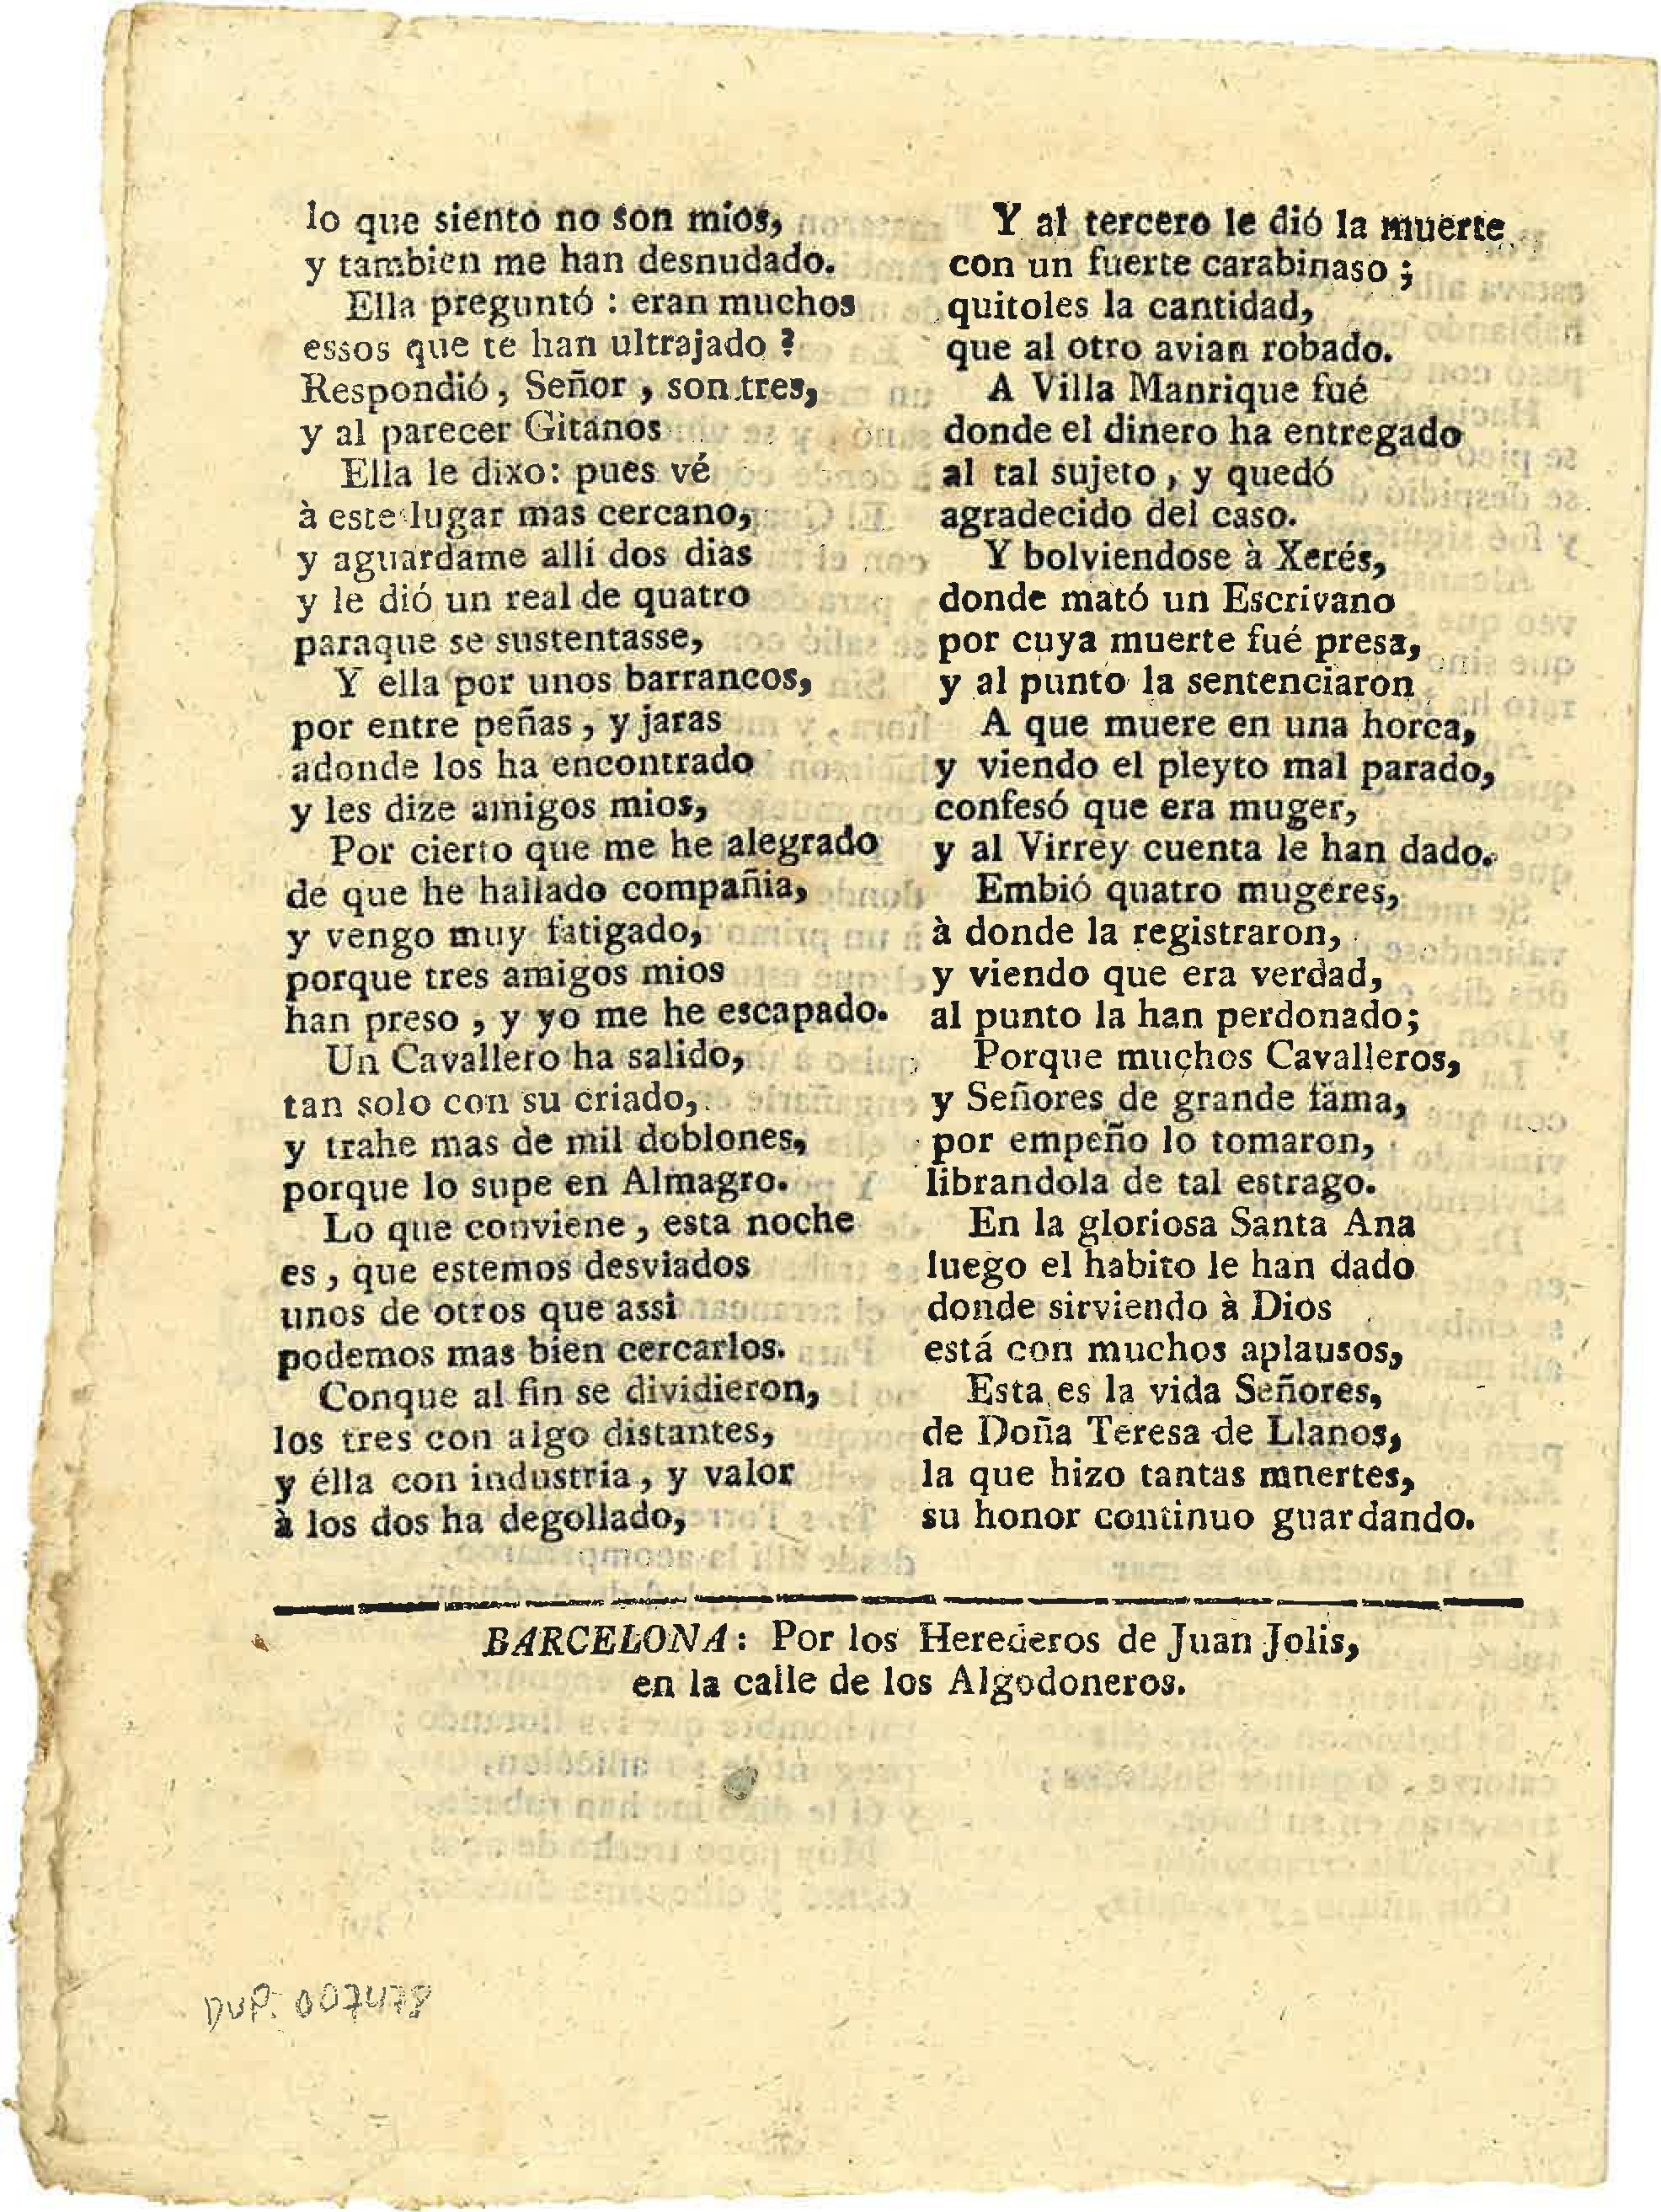 lo que siento no son mios,
y tambien me han desnudado.
Ella preguntó : eran muchos
essos que te han ultrajado ?
Respondió, Señor , son tres,
y al parecer Gitanos
Ella le dixo: pues vé
à este lugar mas cercano,
y aguardame allí dos dias
y le dió un real de quatro
paraque se sustentasse,
Y ella por unos barrancos,
por entre peñas , y jaras
adonde los ha encontrado
y les dize amigos mios,
Por cierto que me he alegrado
de que he hallado compañia,
y vengo muy fatigado,
porque tres amigos mios
han preso , y yo me he escapado.
Un Cavallero ha salido,
tan solo con su criado,
y trahe mas de mil doblones,
porque lo supe en Almagro.
Lo que conviene , esta noche
es , que estemos desviados
unos de otros que assi
podemos mas bien cercarlos.
Conque al fin se dividieron,
los tres con algo distantes,
y élla con industria, y valor
à los dos ha degollado,
Y al tercero le dió la muerte
con un fuerte carabinaso ;
quitoles la cantidad,
que al otro avian robado.
A Villa Manrique fué
donde el dinero ha entregado
al tal sujeto , y quedó
agradecido del caso.
Y bolviendose à Xerés,
donde mató un Escrivano
por cuya muerte fué presa,
y al punto la sentenciaron
A que muere en una horca,
y viendo el pleyto mal parado,
confesó que era muger,
y al Virrey cuenta le han dado.
Embió quatro mugeres,
à donde la registraron,
y viendo que era verdad,
al punto la han perdonado;
Porque muchos Cavalleros,
y Señores de grande fama,
por empeño lo tomaron,
librandola de tal estrago.
En la gloriosa Santa Ana
luego el habito le han dado
donde sirviendo à Dios
está con muchos aplausos,
Esta es la vida Señores,
de Doña Teresa de Llanos,
la que hizo tantas mnertes,
su honor continuo guardando.
BARCELONA: Por los Herederos de Juan Jolis,
en la calle de los Algodoneros.
DUP. 007478